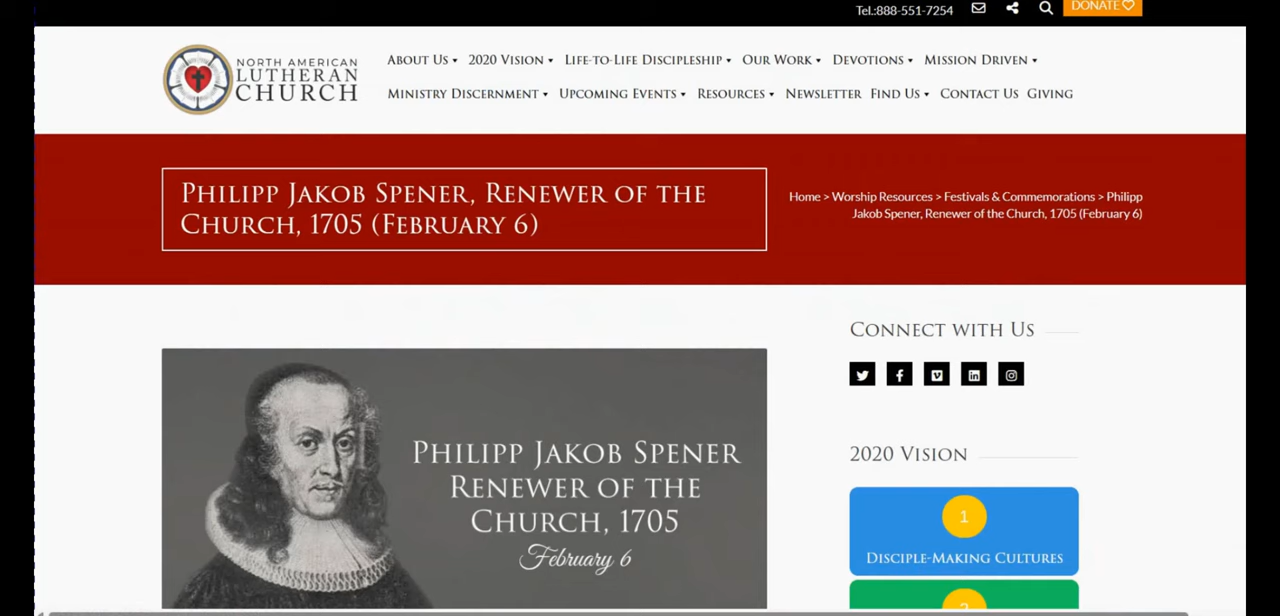 Tel.:888-551-7254
DONATE
NORTH AMERICAN
LUTHERAN
CHURCH
ABOUT US 2020 VISION LIFE-TO-LIFE DISCIPLESHIP OUR WORK DEVOTIONS MISSION DRIVEN
MINISTRY DISCERNMENT UPCOMING EVENTS RESOURCES NEWSLETTER FIND US CONTACT US GIVING
PHILIPP JAKOB SPENER, RENEWER OF THE
CHURCH, 1705 (FEBRUARY 6)
Home > Worship Resources > Festivals & Commemorations > Philipp
Jakob Spener, Renewer of the Church, 1705 (February 6)
CONNECT WITH US
PHILIPP JAKOB SPENER
RENEWER OF THE
CHURCH, 1705
February 6
2020 VISION
1
DISCIPLE-MAKING CULTURES
2